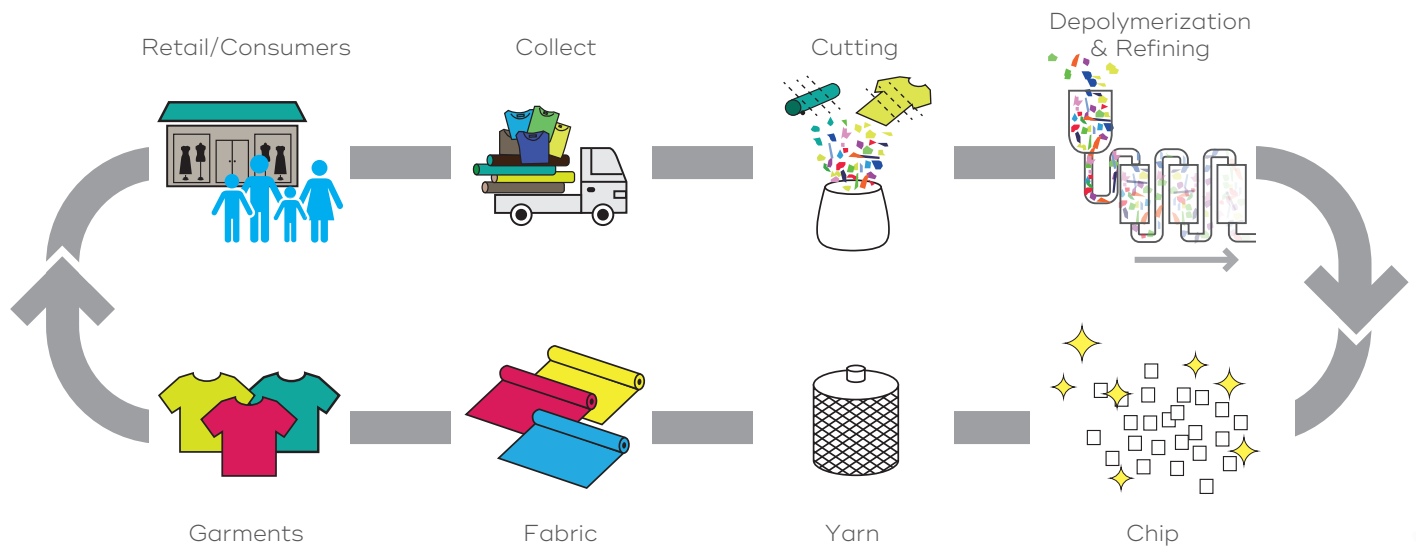 Retail/Consumers
Collect
Cutting
Depolymerization
& Refining
Garments
Fabric
Yarn
Chip